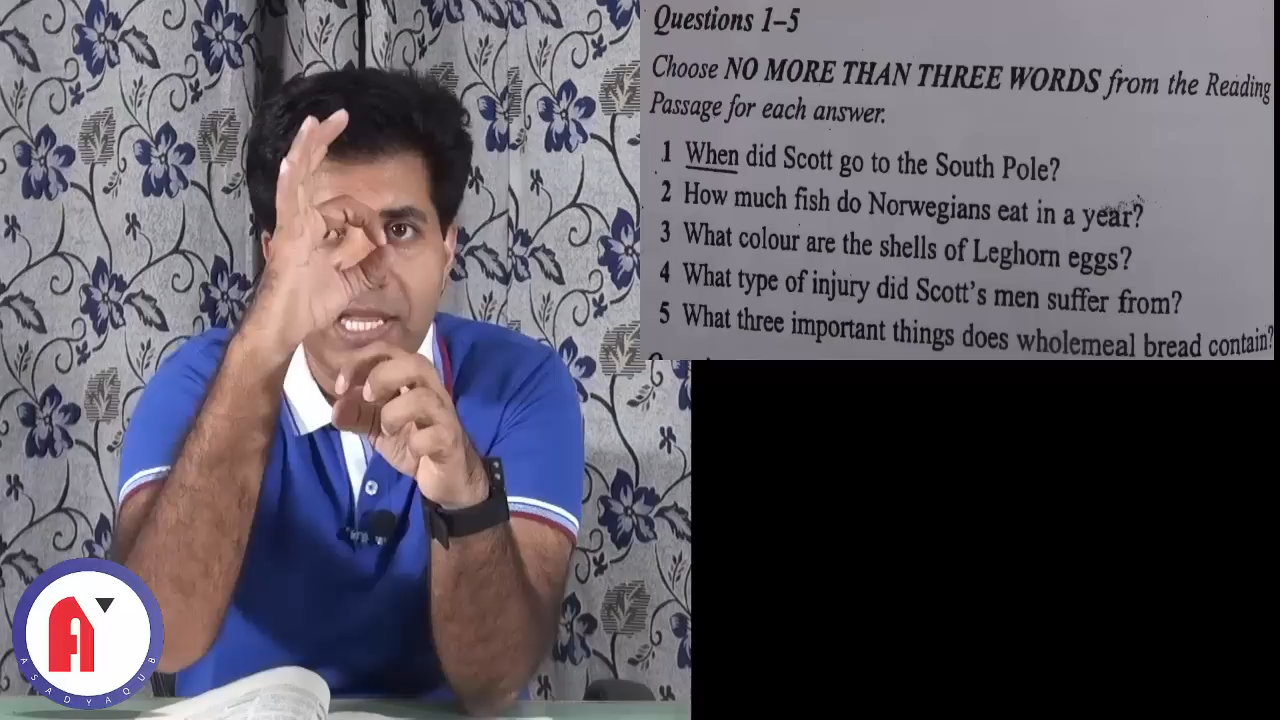 Questions 1–5
Choose NO MORE THAN THREE WORDS from the Reading
Passage for each answer.
1 When did Scott go to the South Pole?
2 How much fish do Norwegians eat in a year?
3 What colour are the shells of Leghorn eggs?
4 What type of injury did Scott's men suffer from?
5 What three important things does wholemeal bread contain?
AY
ASADYAQUB